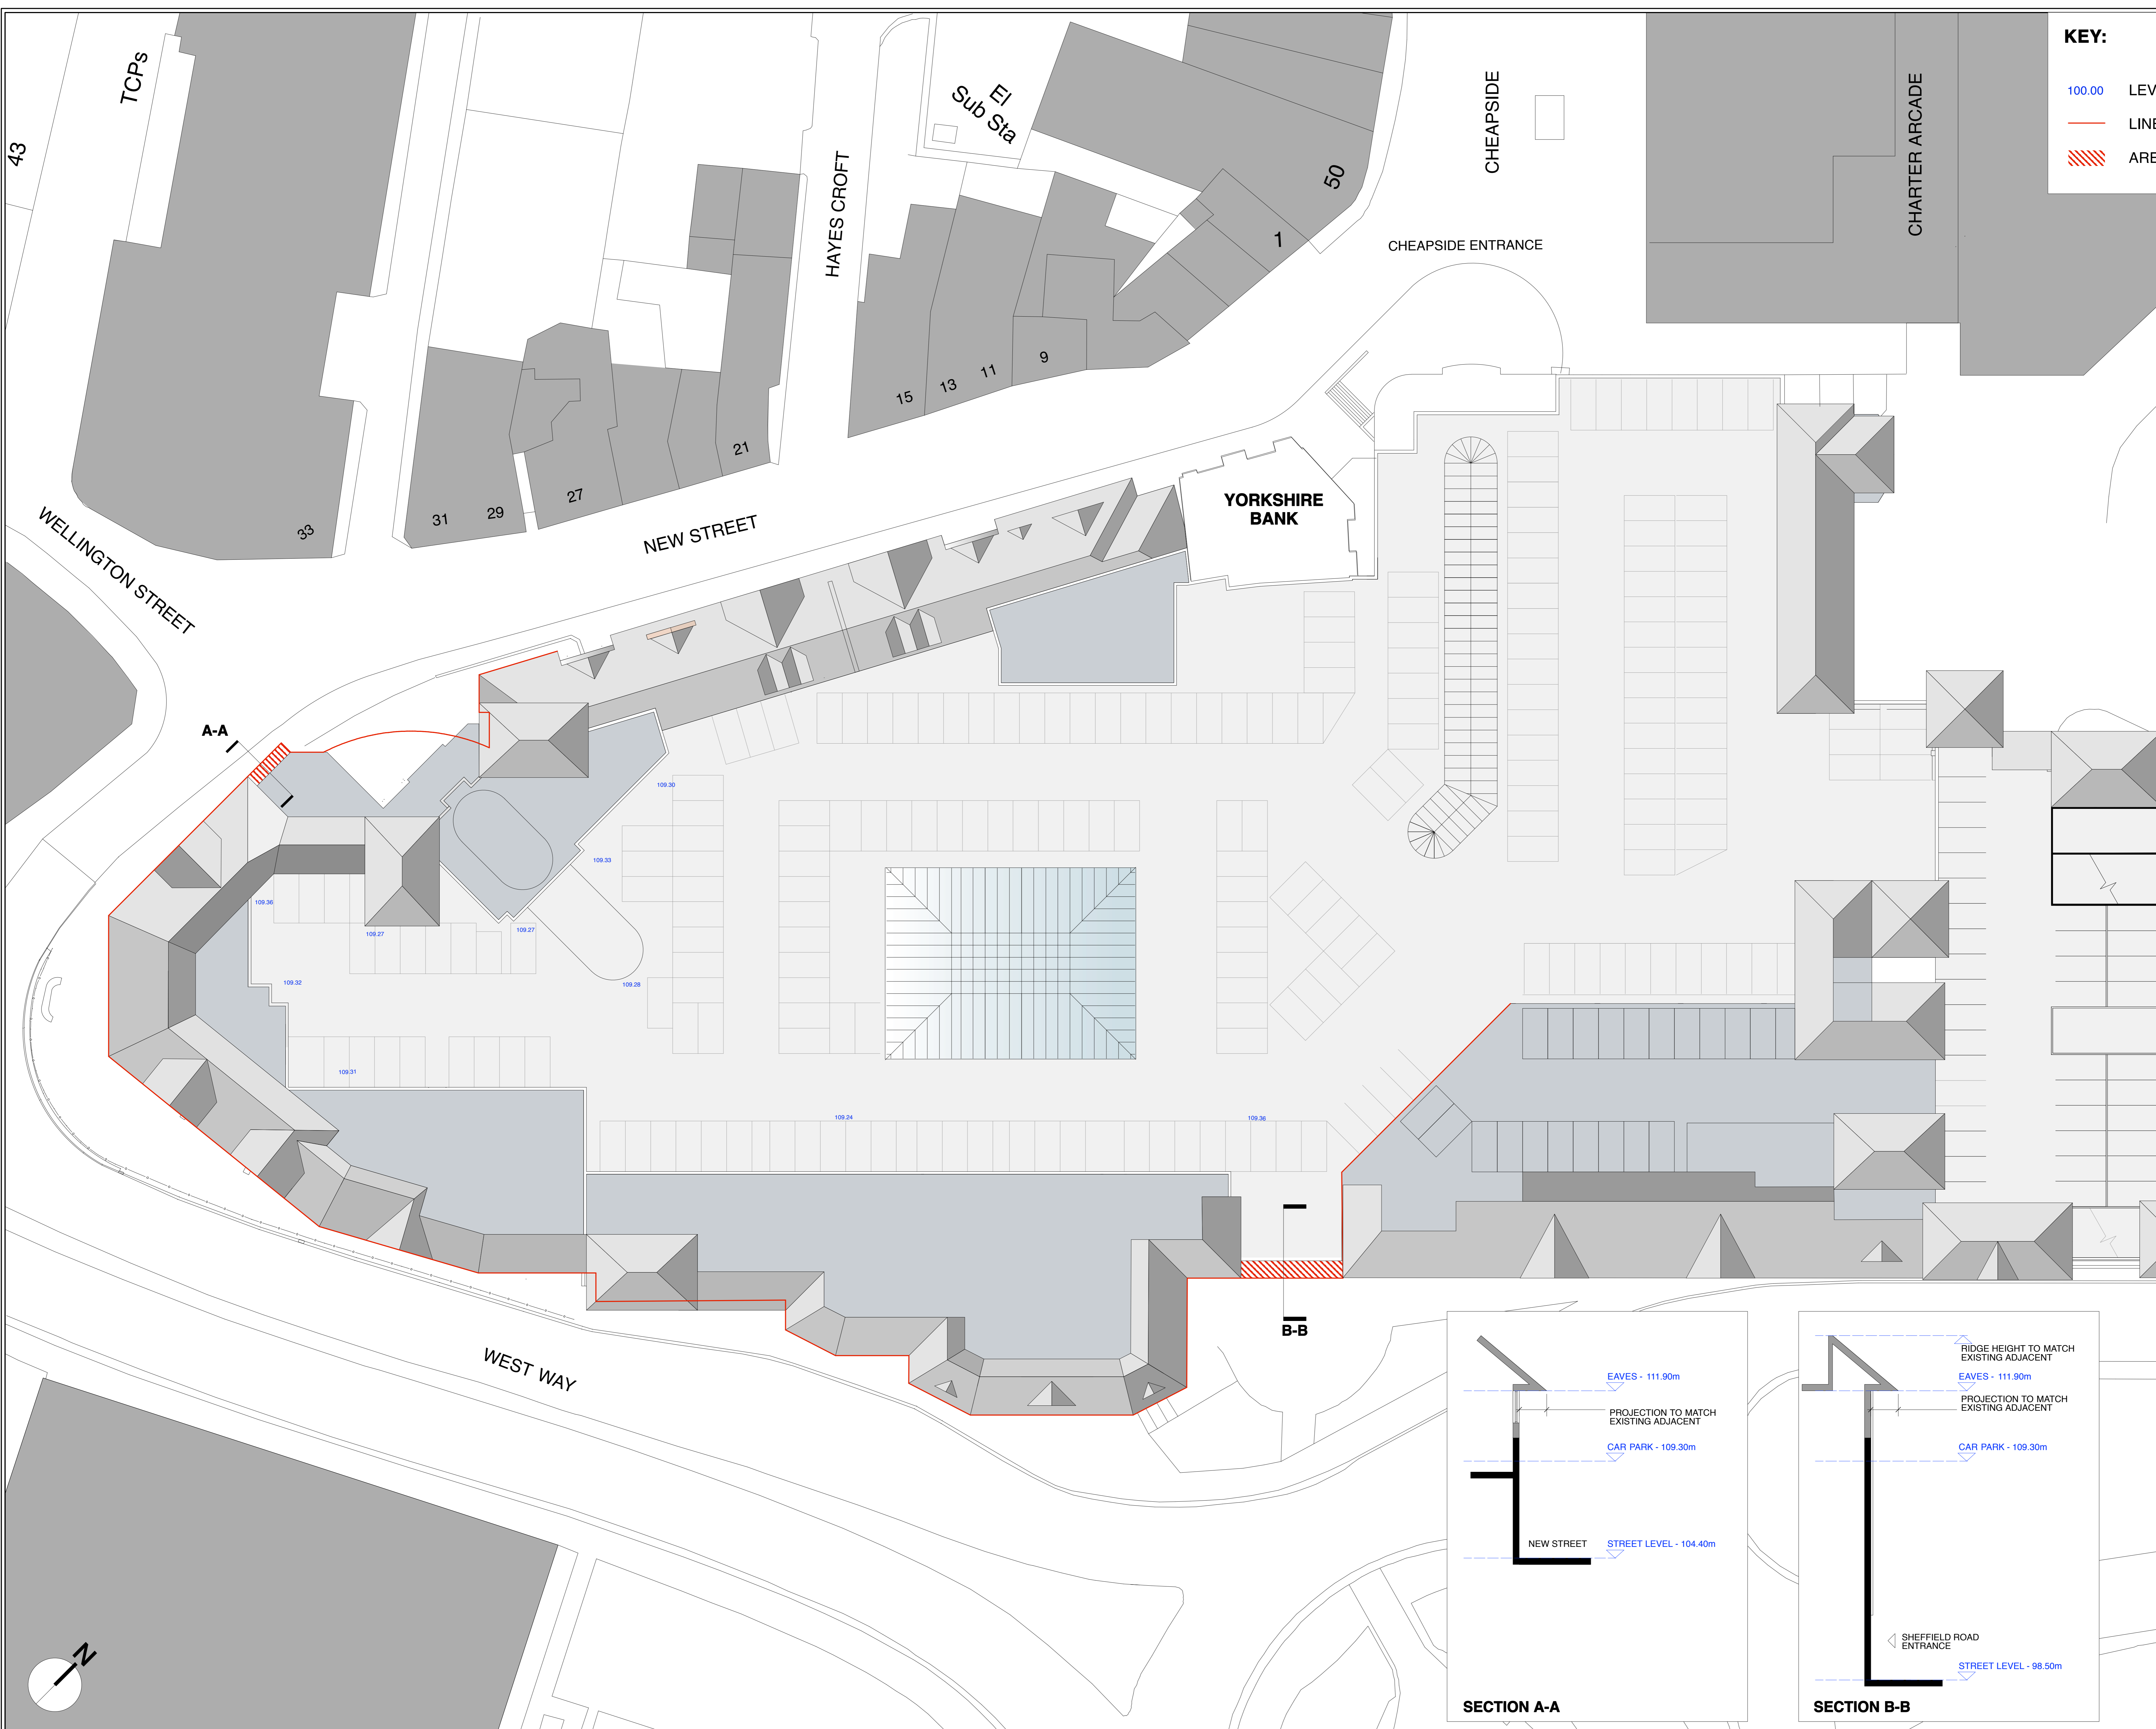 TCPs
43
El
Sub Sta
50
1
HAYES CROFT
CHEAPSIDE
CHEAPSIDE ENTRANCE
CHARTER ARCADE
KEY:
100.00
15
13
11
9
21
27
29
31
33
WELLINGTON STREET
NEW STREET
YORKSHIRE
BANK
A-A
109.30
109.33
109.36
109.27
109.27
109.32
109.28
109.31
109.24
109.36
B-B
WEST WAY
N
EAVES - 111.90m
PROJECTION TO MATCH
EXISTING ADJACENT
CAR PARK - 109.30m
NEW STREET
STREET LEVEL - 104.40m
SECTION A-A
RIDGE HEIGHT TO MATCH
EXISTING ADJACENT
EAVES - 111.90m
PROJECTION TO MATCH
EXISTING ADJACENT
CAR PARK - 109.30m
SHEFFIELD ROAD
ENTRANCE
STREET LEVEL - 98.50m
SECTION B-B